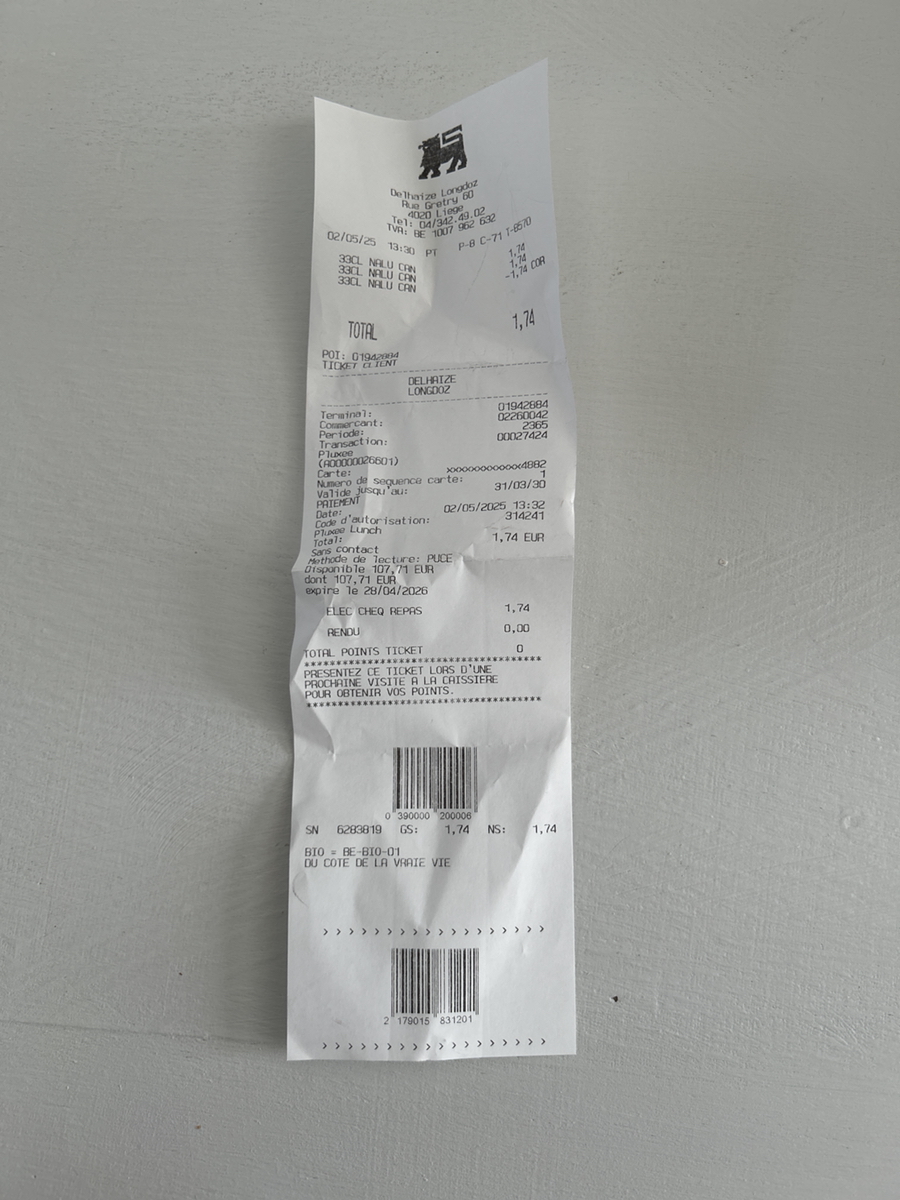 Delhaize Longdoz
Rue Gretry 60
4020 Liege
Tel: 04/342.49.02
TVA: BE 1007 962 632
02/05/25 13:30 PT P-8 C-71 T-8570
33CL NALU CAN 1,74
33CL NALU CAN 1,74
33CL NALU CAN -1,74 COR
TOTAL 1,74
POI: 01942884
TICKET CLIENT
DELHAIZE
LONGDOZ
Terminal: 01942884
Commercant: 02260042
Periode: 2365
Transaction: 00027424
Pluxee
(A0000026601)
Carte: xxxxxxxxxxxxx4882
Numero de sequence carte: 1
Valide jusqu'au: 31/03/30
PAIEMENT
Date: 02/05/2025 13:32
Code d'autorisation: 314241
Pluxee Lunch
Total: 1,74 EUR
Sans contact
Methode de lecture: PUCE
Disponible 107,71 EUR
dont 107,71 EUR
expire le 28/04/2026
ELEC CHEQ REPAS 1,74
RENDU 0,00
TOTAL POINTS TICKET 0
****************************************
PRESENTEZ CE TICKET LORS D'UNE
PROCHAINE VISITE A LA CAISSIERE
POUR OBTENIR VOS POINTS.
****************************************
0 390000 200006
SN 6283819 GS: 1,74 NS: 1,74
BIO = BE-BIO-01
DU COTE DE LA VRAIE VIE
> > > > > > > > > > > > > > > > > >
2 179015 831201
> > > > > > > > > > > > > > > > > >